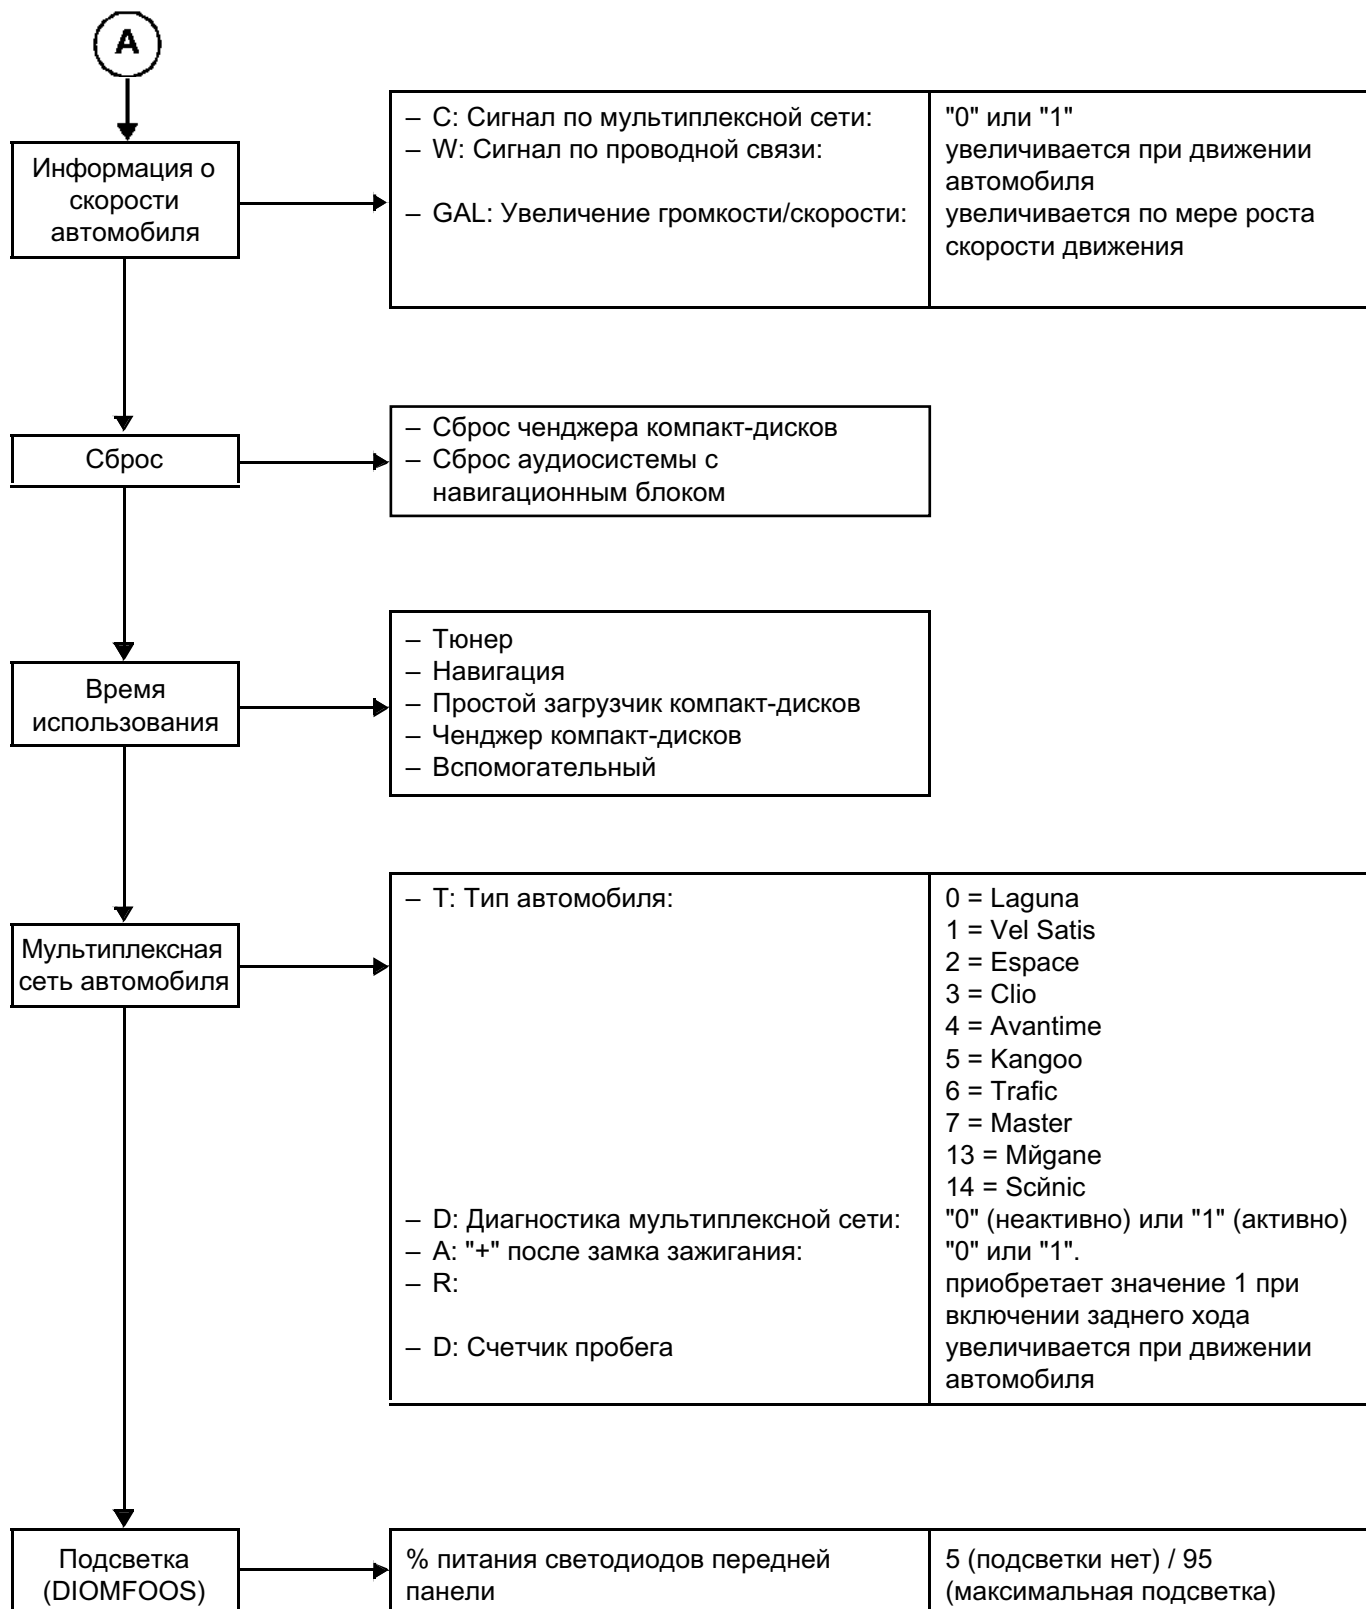 A
Информация о
скорости
автомобиля
– C: Сигнал по мультиплексной сети:
"0" или "1"
– W: Сигнал по проводной связи:
увеличивается при движении
автомобиля
– GAL: Увеличение громкости/скорости:
увеличивается по мере роста
скорости движения
Сброс
– Сброс ченджера компакт-дисков
– Сброс аудиосистемы с
навигационным блоком
Время
использования
– Тюнер
– Навигация
– Простой загрузчик компакт-дисков
– Ченджер компакт-дисков
– Вспомогательный
Мультиплексная
сеть автомобиля
– T: Тип автомобиля:
0 = Laguna
1 = Vel Satis
2 = Espace
3 = Clio
4 = Avantime
5 = Kangoo
6 = Trafic
7 = Master
13 = Mйgane
14 = Scйnic
– D: Диагностика мультиплексной сети:
"0" (неактивно) или "1" (активно)
– A: "+" после замка зажигания:
"0" или "1".
– R:
приобретает значение 1 при
включении заднего хода
– D: Счетчик пробега
увеличивается при движении
автомобиля
Подсветка
(DIOMFOOS)
% питания светодиодов передней
панели
5 (подсветки нет) / 95
(максимальная подсветка)